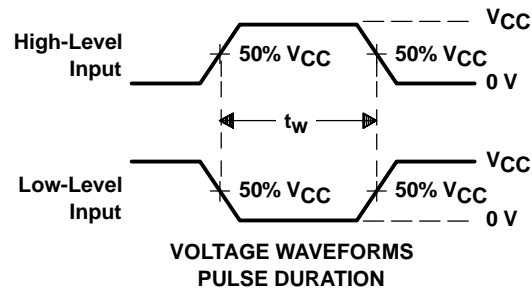 High-Level
Input
50% VCC
50% VCC
VCC
0 V
tw
Low-Level
Input
50% VCC
50% VCC
VCC
0 V
VOLTAGE WAVEFORMS
PULSE DURATION